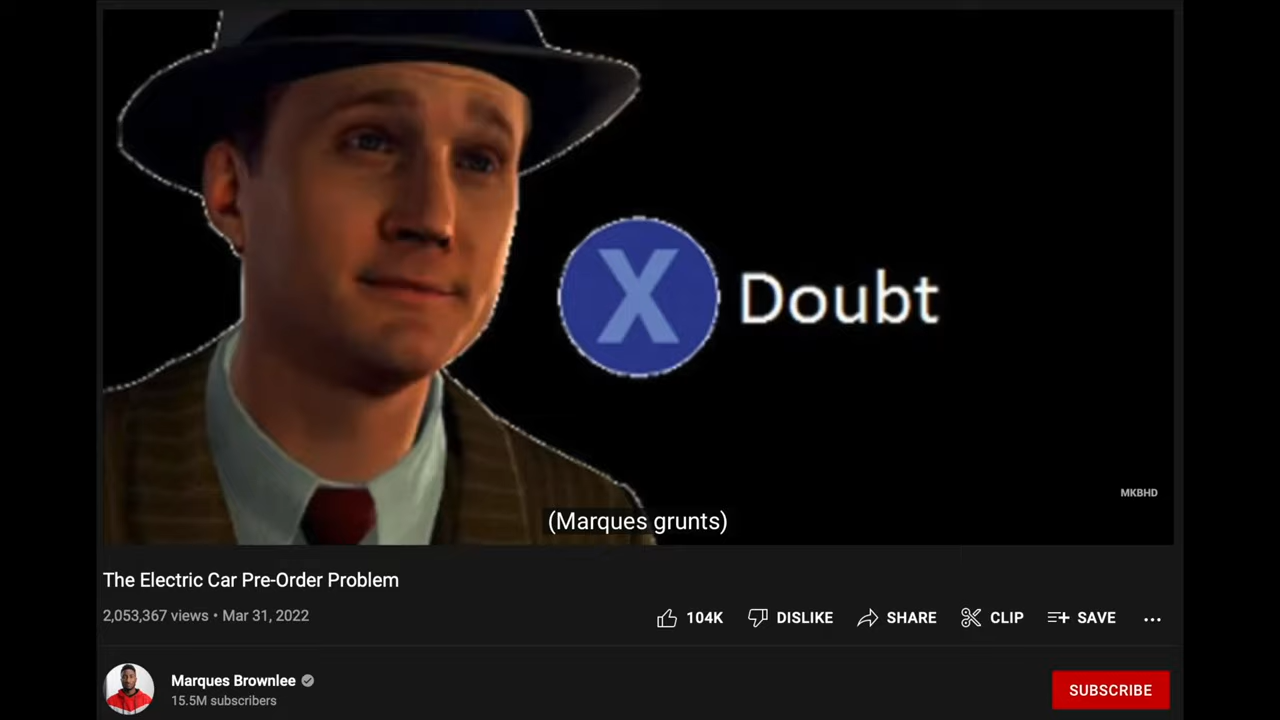 X Doubt
MKBHD
(Marques grunts)
The Electric Car Pre-Order Problem
2,053,367 views • Mar 31, 2022
104K DISLIKE SHARE CLIP SAVE ...
Marques Brownlee
15.5M subscribers
SUBSCRIBE